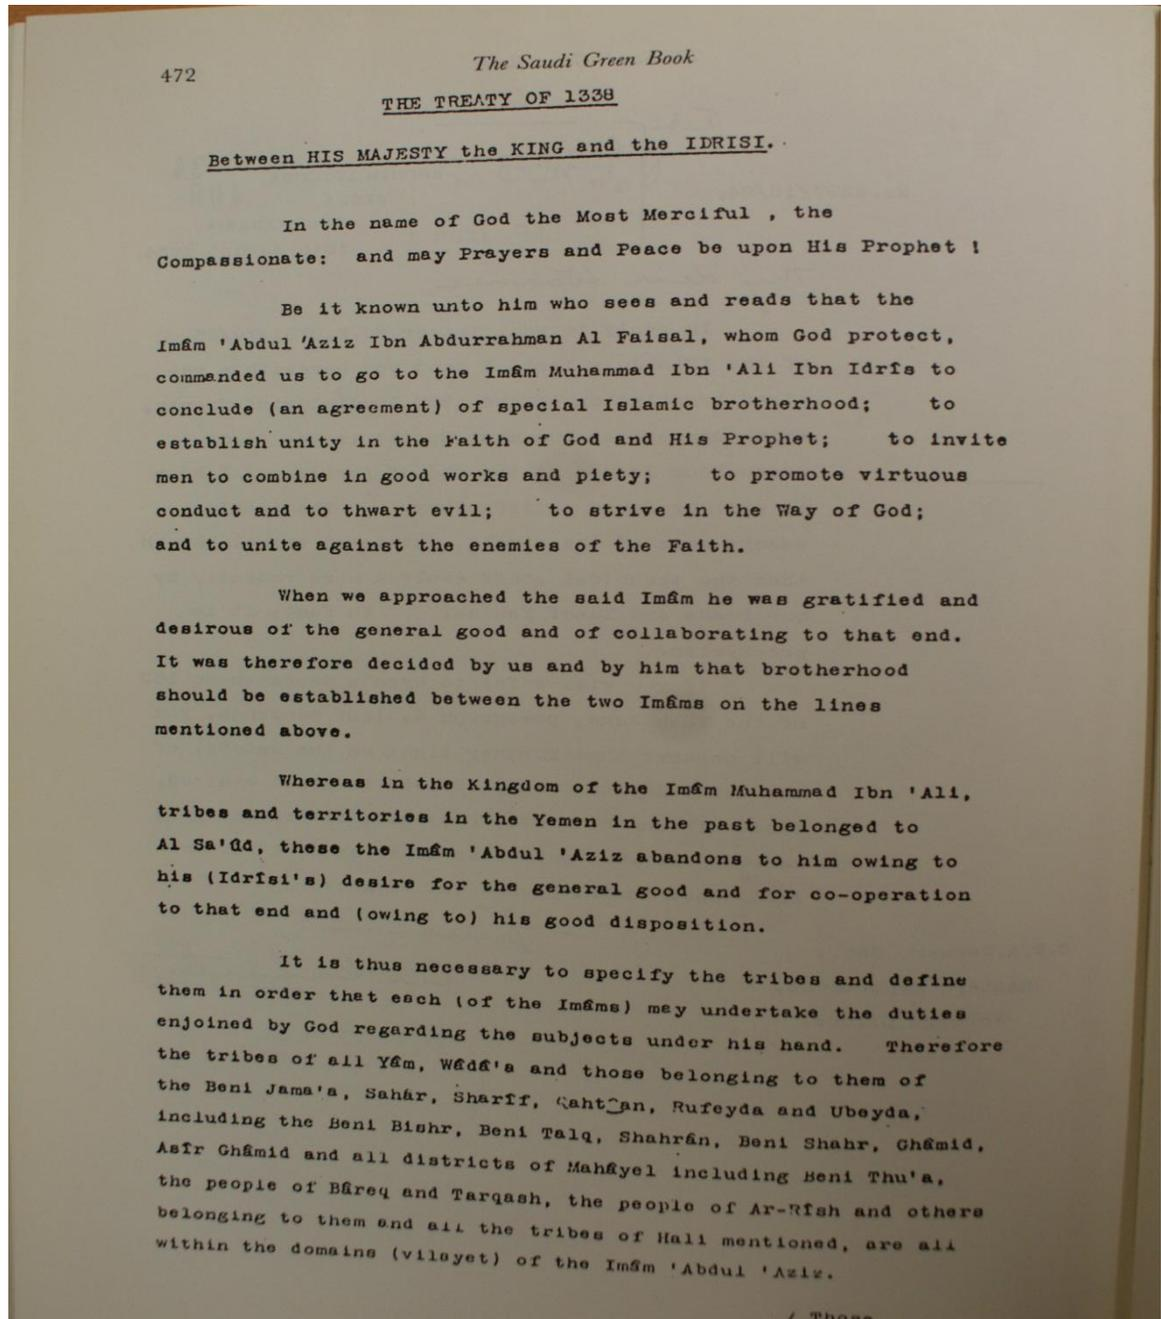 472
The Saudi Green Book
THE TREATY OF 1338
Between HIS MAJESTY the KING and the IDRISI.
In the name of God the Most Merciful , the
Compassionate: and may Prayers and Peace be upon His Prophet !
Be it known unto him who sees and reads that the
Imâm 'Abdul 'Aziz Ibn Abdurrahman Al Faisal, whom God protect,
commanded us to go to the Imâm Muhammad Ibn 'Ali Ibn Idrîs to
conclude (an agreement) of special Islamic brotherhood; to
establish unity in the Faith of God and His Prophet; to invite
men to combine in good works and piety; to promote virtuous
conduct and to thwart evil; to strive in the Way of God;
and to unite against the enemies of the Faith.
When we approached the said Imâm he was gratified and
desirous of the general good and of collaborating to that end.
It was therefore decided by us and by him that brotherhood
should be established between the two Imâms on the lines
mentioned above.
Whereas in the Kingdom of the Imâm Muhammad Ibn 'Ali,
tribes and territories in the Yemen in the past belonged to
Al Sa'ûd, these the Imâm 'Abdul 'Aziz abandons to him owing to
his (Idrîsi's) desire for the general good and for co-operation
to that end and (owing to) his good disposition.
It is thus necessary to specify the tribes and define
them in order that each (of the Imâms) may undertake the duties
enjoined by God regarding the subjects under his hand. Therefore
the tribes of all Yâm, Wâdâ'a and those belonging to them of
the Beni Jama'a, Sahâr, Sharîf, Qahtân, Rufeyda and Ubeyda,
including the Beni Bishr, Beni Talq, Shahrân, Beni Shahr, Ghâmid,
Asîr Ghâmid and all districts of Mahâyel including Beni Thu'a,
the people of Bâreq and Tarqash, the people of Ar-Rîsh and others
belonging to them and all the tribes of Hali mentioned, are all
within the domains (vilayet) of the Imâm 'Abdul 'Aziz.
/ Those